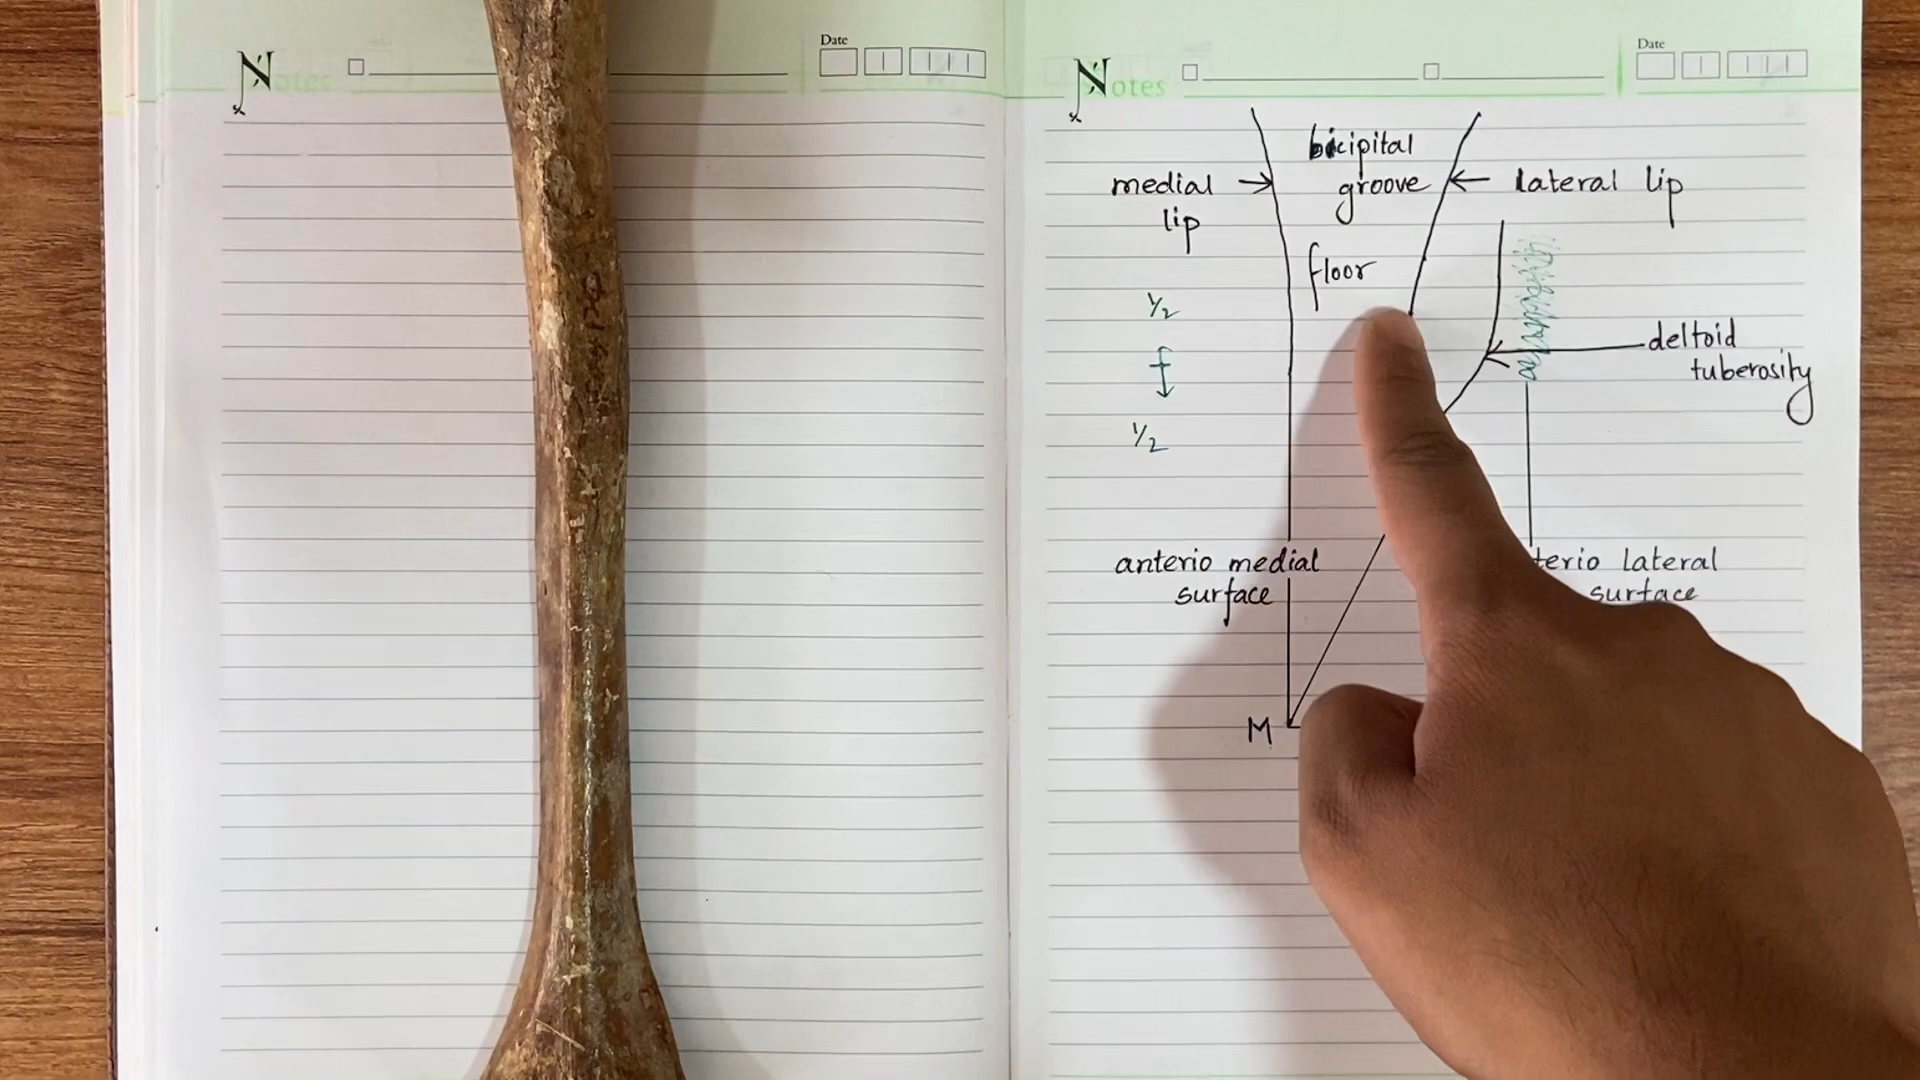 Date
Notes
Date
Notes
bicipital
groove
medial
lip
lateral lip
floor
1/2
deltoid
tuberosity
1/2
anterio medial
surface
terio lateral
surface
M